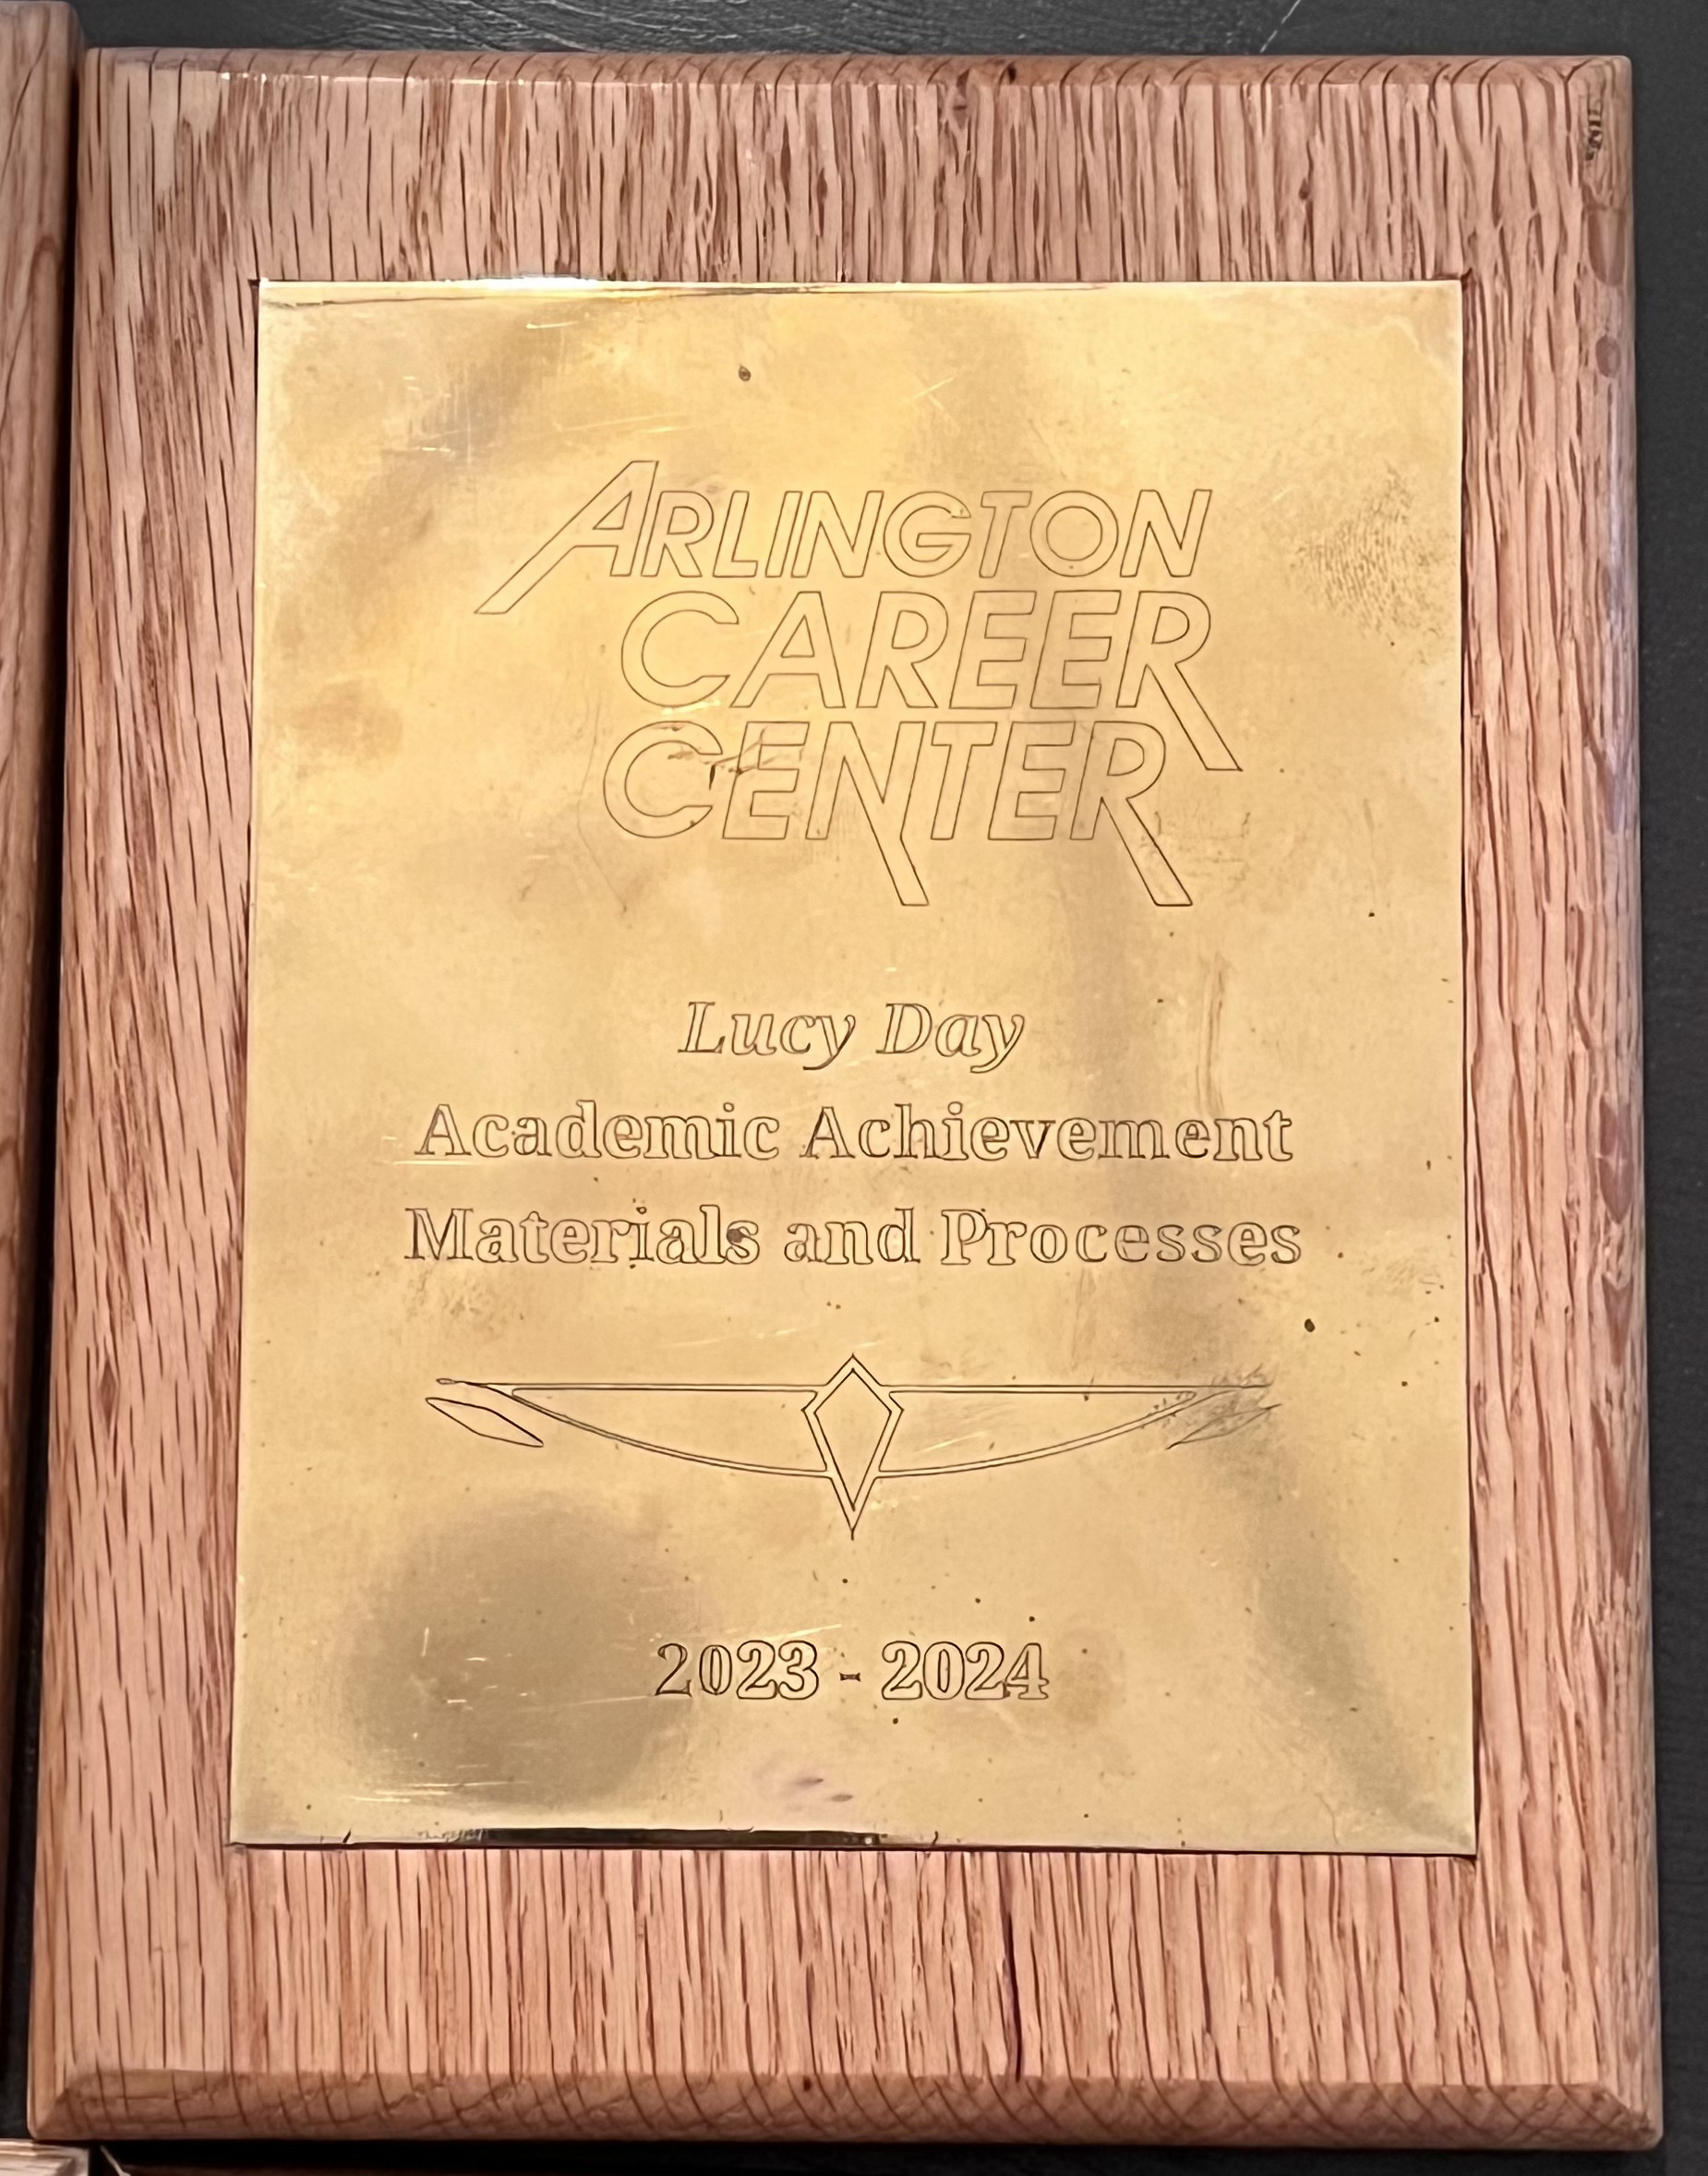 ARLINGTON
CAREER
CENTER
Lucy Day
Academic Achievement
Materials and Processes
2023 - 2024